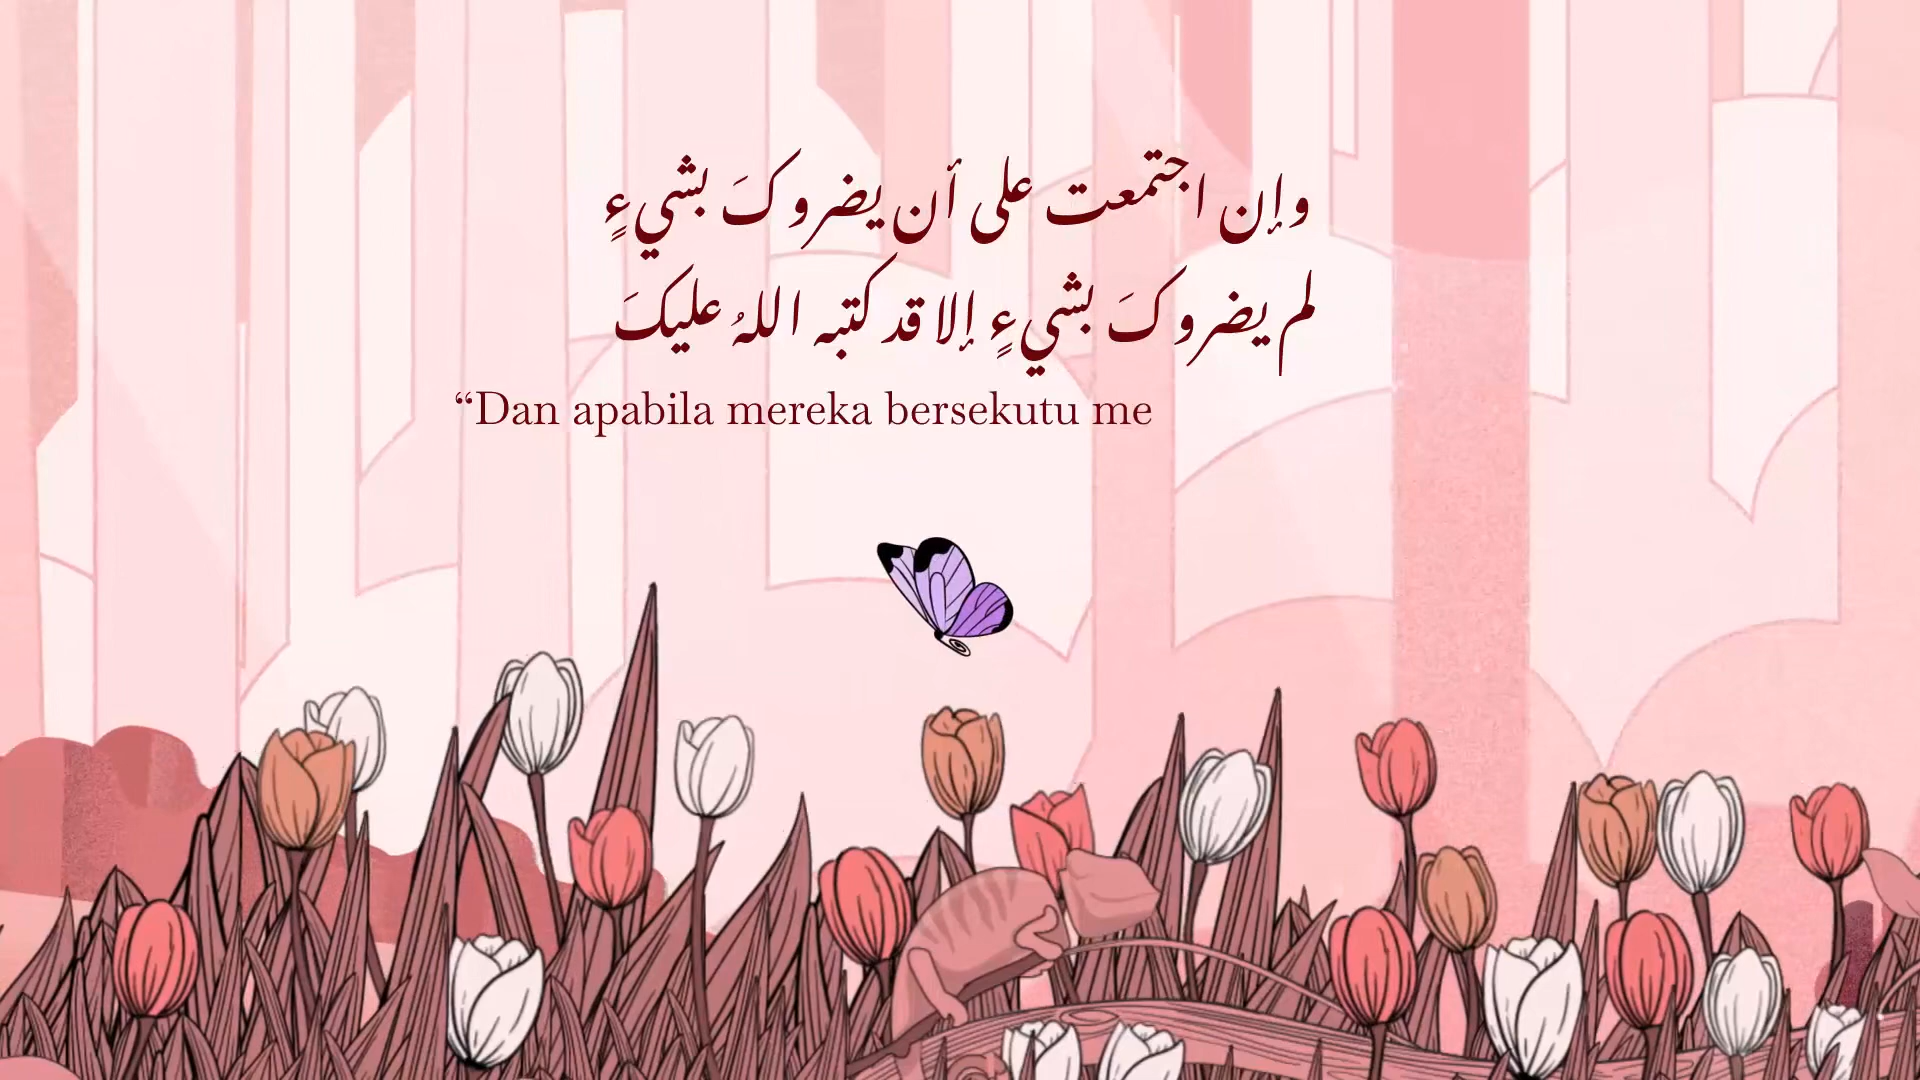 وإن اجتمعت على أن يضروكَ بشيءٍ
لم يضروكَ بشيءٍ إلا قد كتبه اللهُ عليكَ
“Dan apabila mereka bersekutu me